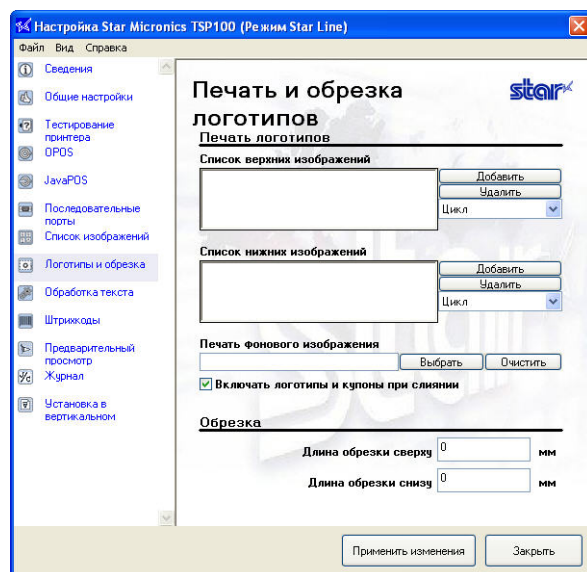 Настройка Star Micronics TSP100 (Режим Star Line)
Файл Вид Справка
Сведения
Общие настройки
Тестирование
принтера
OPOS
JavaPOS
Последовательные
порты
Список изображений
Логотипы и обрезка
Обработка текста
Штрихкоды
Предварительный
просмотр
Журнал
Установка в
вертикальном
Печать и обрезка
логотипов
star
Печать логотипов
Список верхних изображений
Добавить
Удалить
Цикл
Список нижних изображений
Добавить
Удалить
Цикл
Печать фонового изображения
Выбрать
Очистить
Включать логотипы и купоны при слиянии
Обрезка
Длина обрезки сверху 0 мм
Длина обрезки снизу 0 мм
Применить изменения
Закрыть